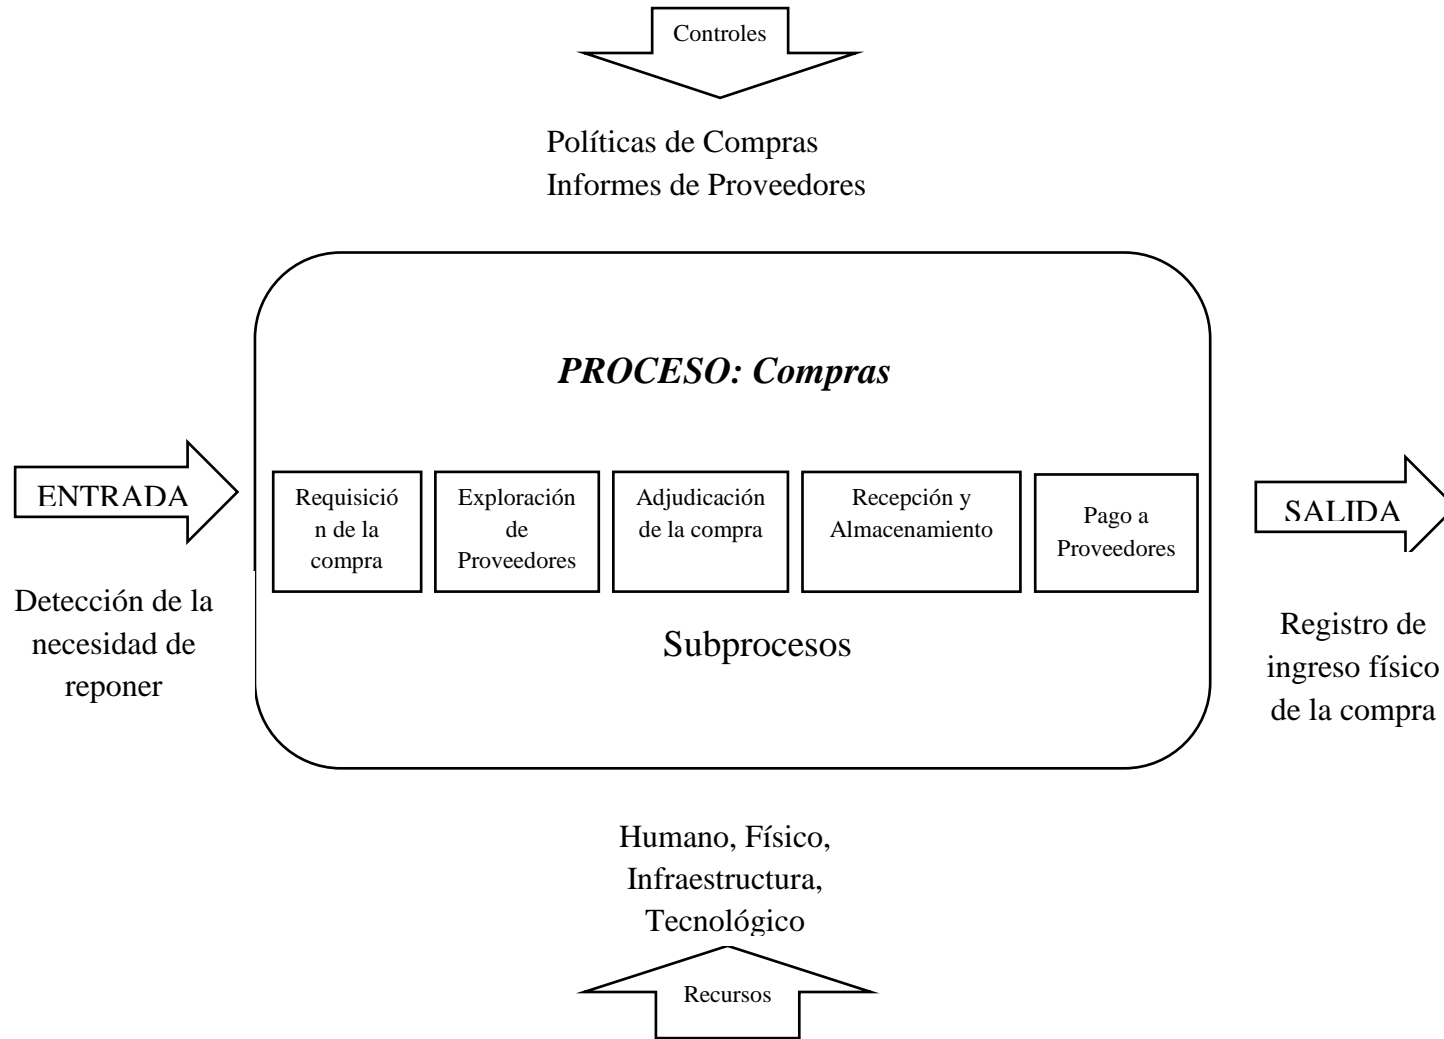 Controles
Políticas de Compras
Informes de Proveedores
PROCESO: Compras
ENTRADA
Detección de la
necesidad de
reponer
Requisició
n de la
compra
Exploración
de
Proveedores
Adjudicación
de la compra
Recepción y
Almacenamiento
Pago a
Proveedores
Subprocesos
SALIDA
Registro de
ingreso físico
de la compra
Humano, Físico,
Infraestructura,
Tecnológico
Recursos